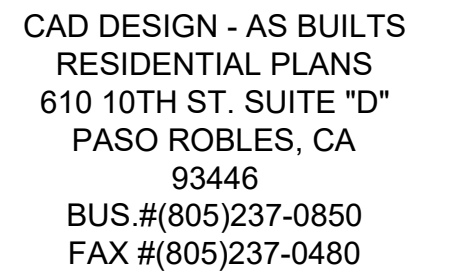 CAD DESIGN - AS BUILTS
RESIDENTIAL PLANS
610 10TH ST. SUITE "D"
PASO ROBLES, CA
93446
BUS.#(805)237-0850
FAX #(805)237-0480